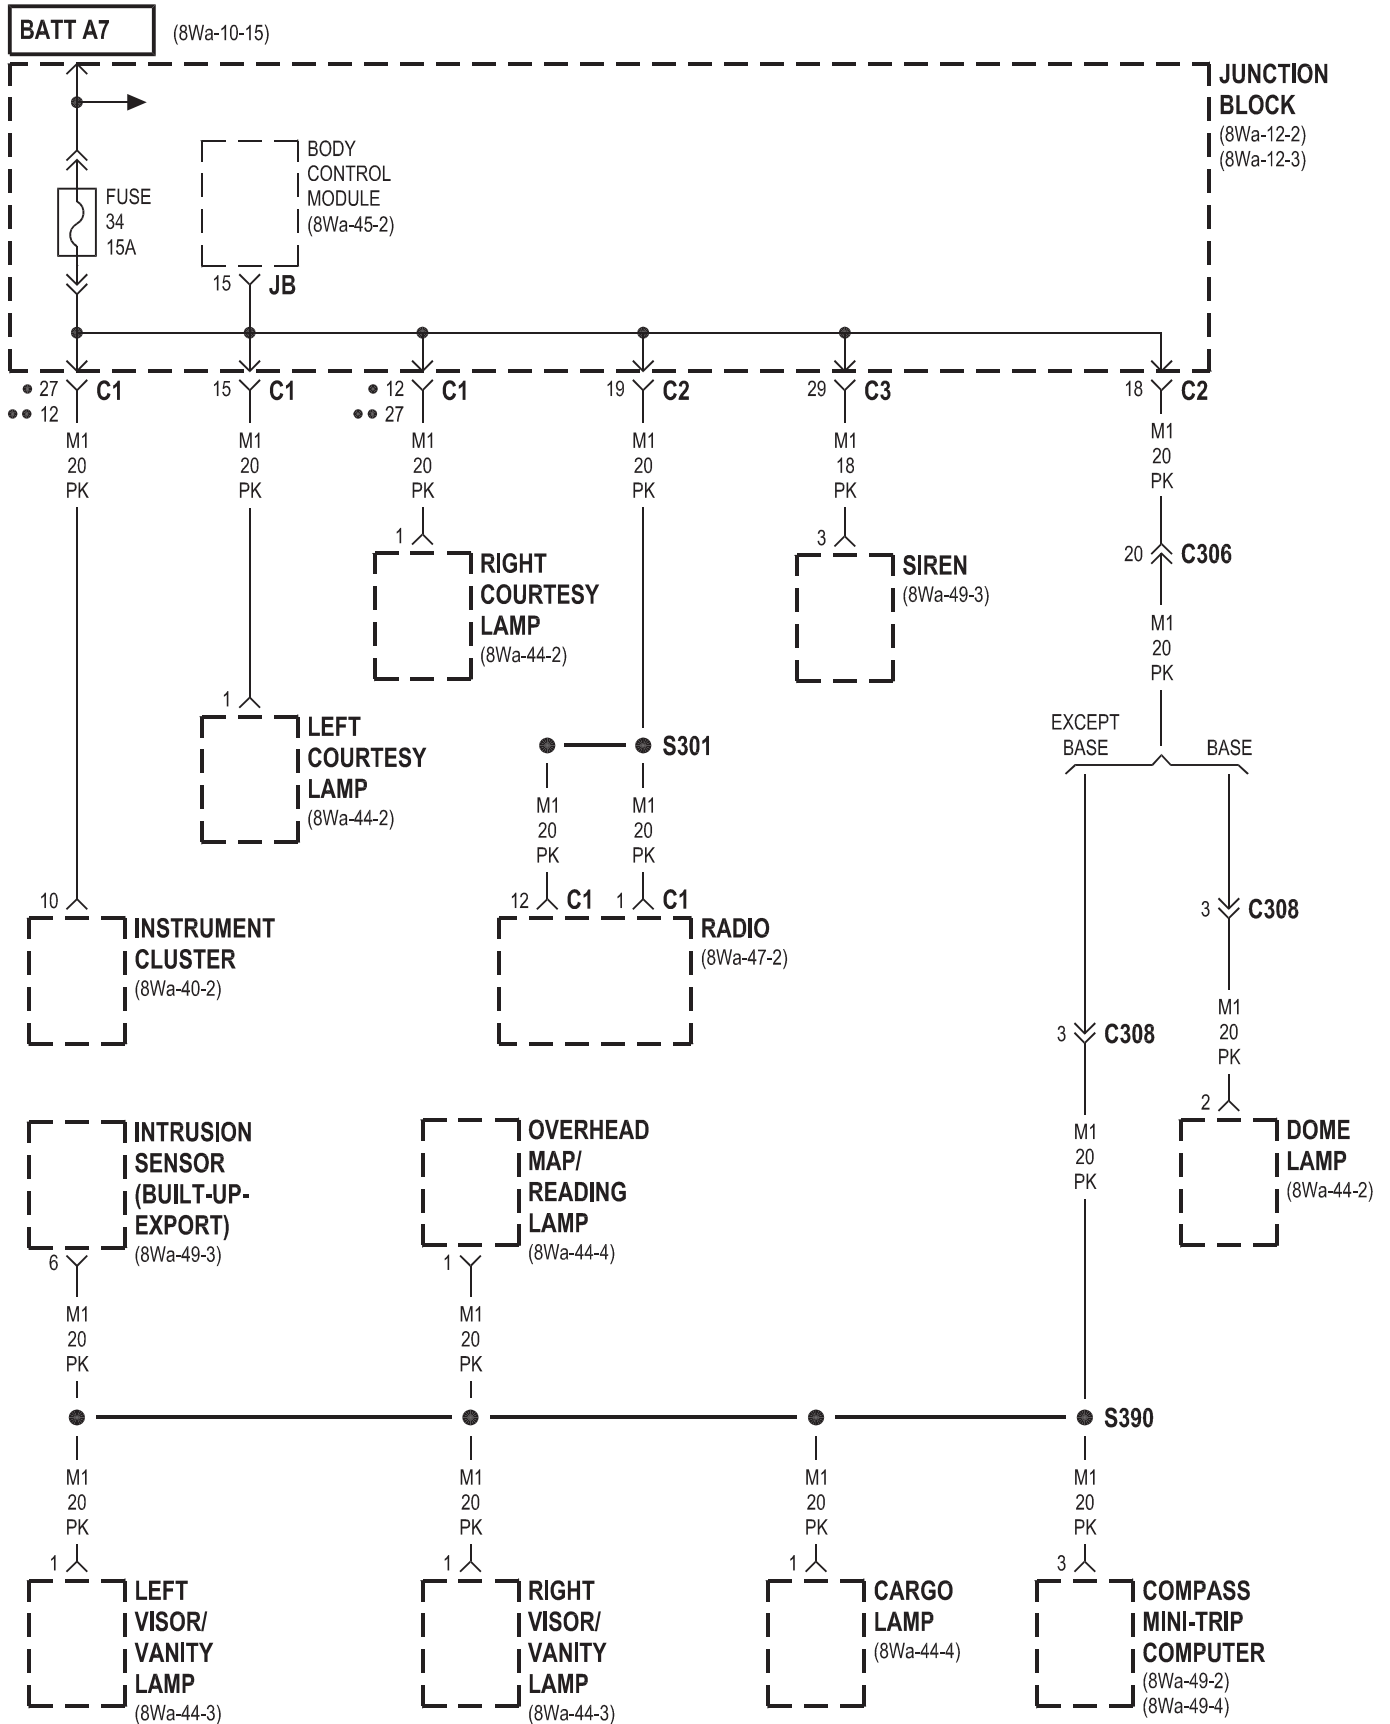 BATT A7
(8Wa-10-15)
JUNCTION
BLOCK
(8Wa-12-2)
(8Wa-12-3)
BODY
CONTROL
MODULE
(8Wa-45-2)
FUSE
34
15A
15
JB
27
12
C1
15
C1
12
27
C1
19
C2
29
C3
18
C2
M1
20
PK
M1
20
PK
M1
20
PK
M1
20
PK
M1
18
PK
M1
20
PK
1
RIGHT
COURTESY
LAMP
(8Wa-44-2)
3
SIREN
(8Wa-49-3)
20
C306
M1
20
PK
1
LEFT
COURTESY
LAMP
(8Wa-44-2)
S301
EXCEPT
BASE
BASE
M1
20
PK
M1
20
PK
10
INSTRUMENT
CLUSTER
(8Wa-40-2)
12
C1
1
C1
RADIO
(8Wa-47-2)
3
C308
3
C308
M1
20
PK
2
DOME
LAMP
(8Wa-44-2)
M1
20
PK
INTRUSION
SENSOR
(BUILT-UP-
EXPORT)
(8Wa-49-3)
6
OVERHEAD
MAP/
READING
LAMP
(8Wa-44-4)
1
M1
20
PK
M1
20
PK
S390
M1
20
PK
M1
20
PK
M1
20
PK
M1
20
PK
1
LEFT
VISOR/
VANITY
LAMP
(8Wa-44-3)
1
RIGHT
VISOR/
VANITY
LAMP
(8Wa-44-3)
1
CARGO
LAMP
(8Wa-44-4)
3
COMPASS
MINI-TRIP
COMPUTER
(8Wa-49-2)
(8Wa-49-4)